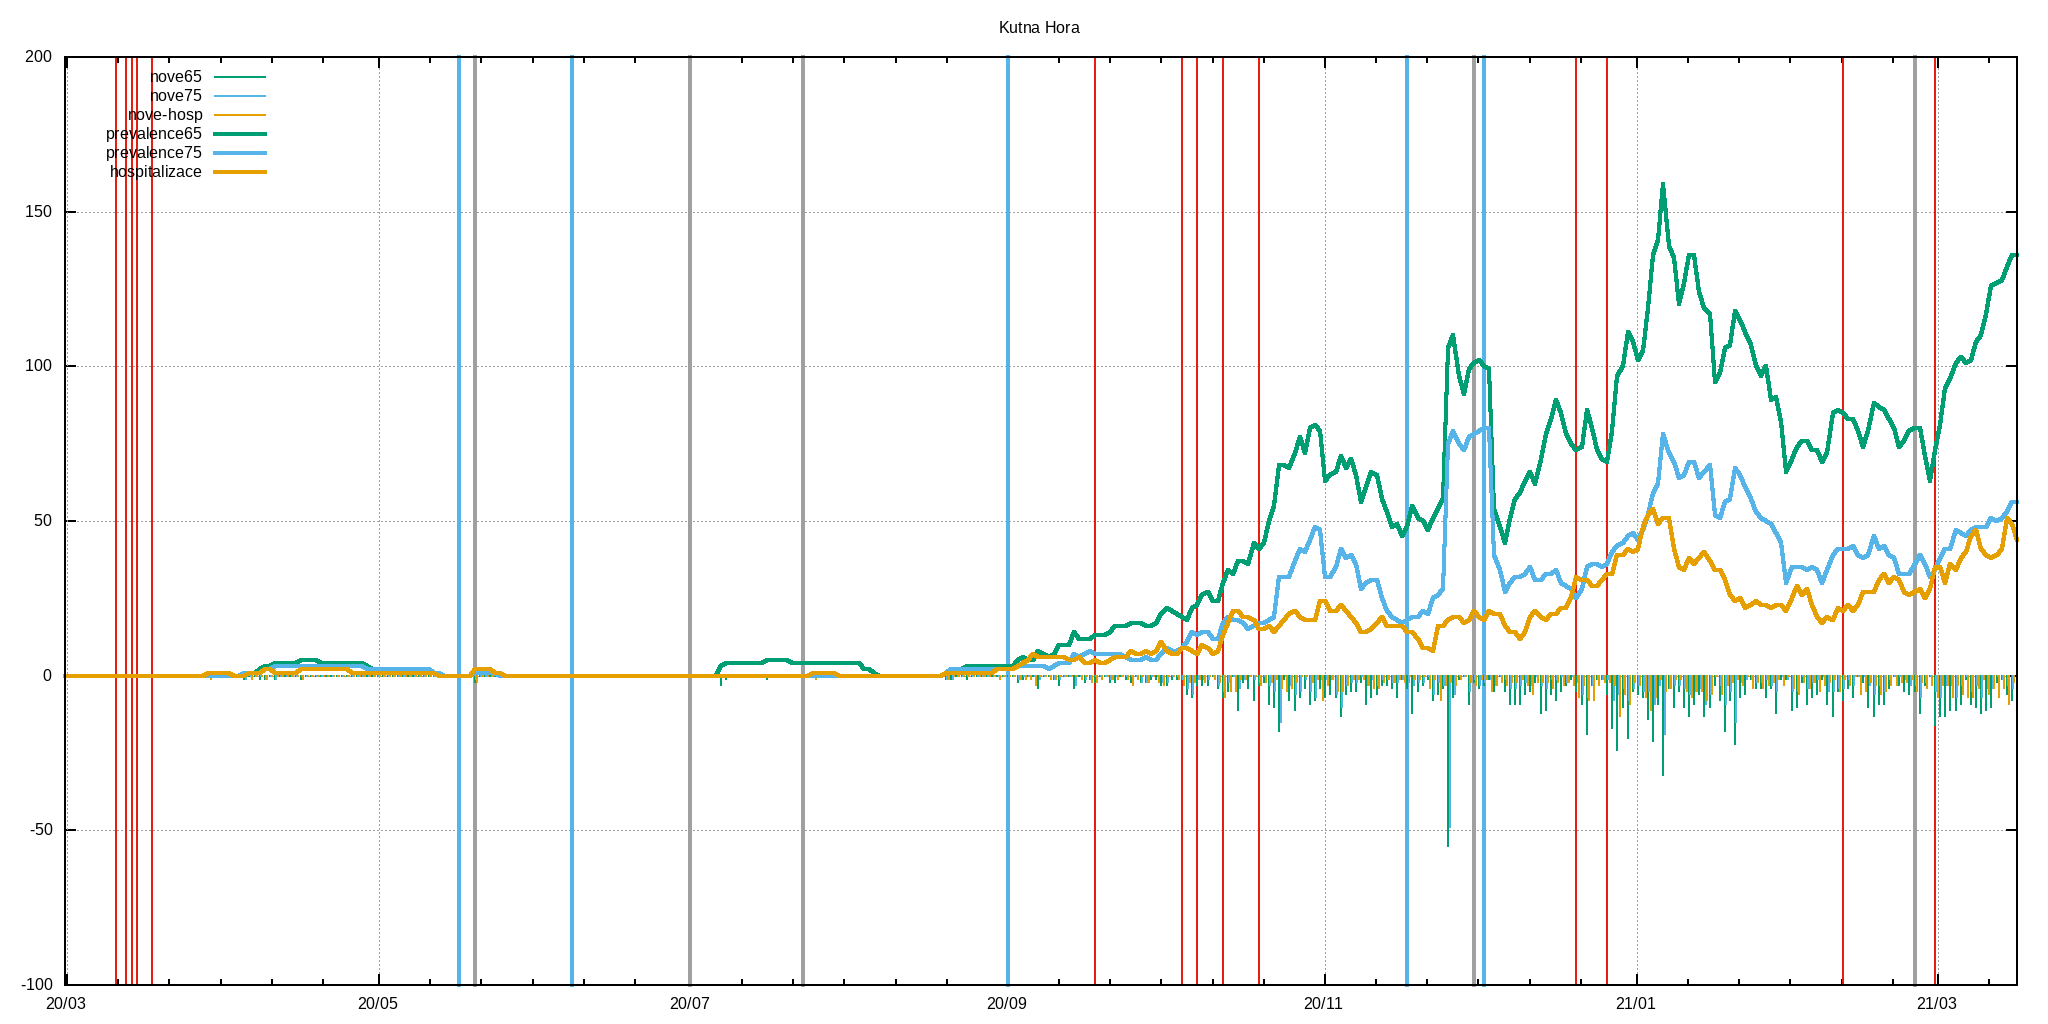 Kutna Hora
200
150
100
50
0
-50
-100
nove65
nove75
nove-hosp
prevalence65
prevalence75
hospitalizace
20/03 20/05 20/07 20/09 20/11 21/01 21/03